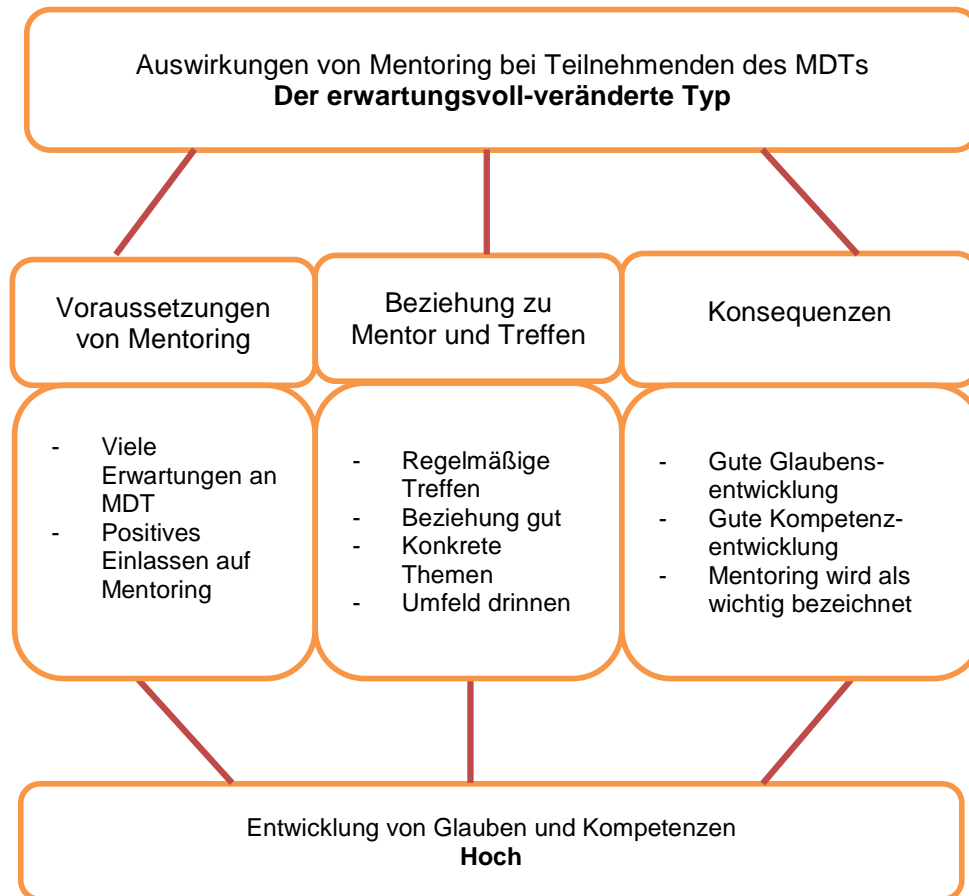 Auswirkungen von Mentoring bei Teilnehmenden des MDTs
Der erwartungsvoll-veränderte Typ
Voraussetzungen
von Mentoring
Beziehung zu
Mentor und Treffen
Konsequenzen
- Viele
Erwartungen an
MDT
- Positives
Einlassen auf
Mentoring
- Regelmäßige
Treffen
- Beziehung gut
- Konkrete
Themen
- Umfeld drinnen
- Gute Glaubens-
entwicklung
- Gute Kompetenz-
entwicklung
- Mentoring wird als
wichtig bezeichnet
Entwicklung von Glauben und Kompetenzen
Hoch